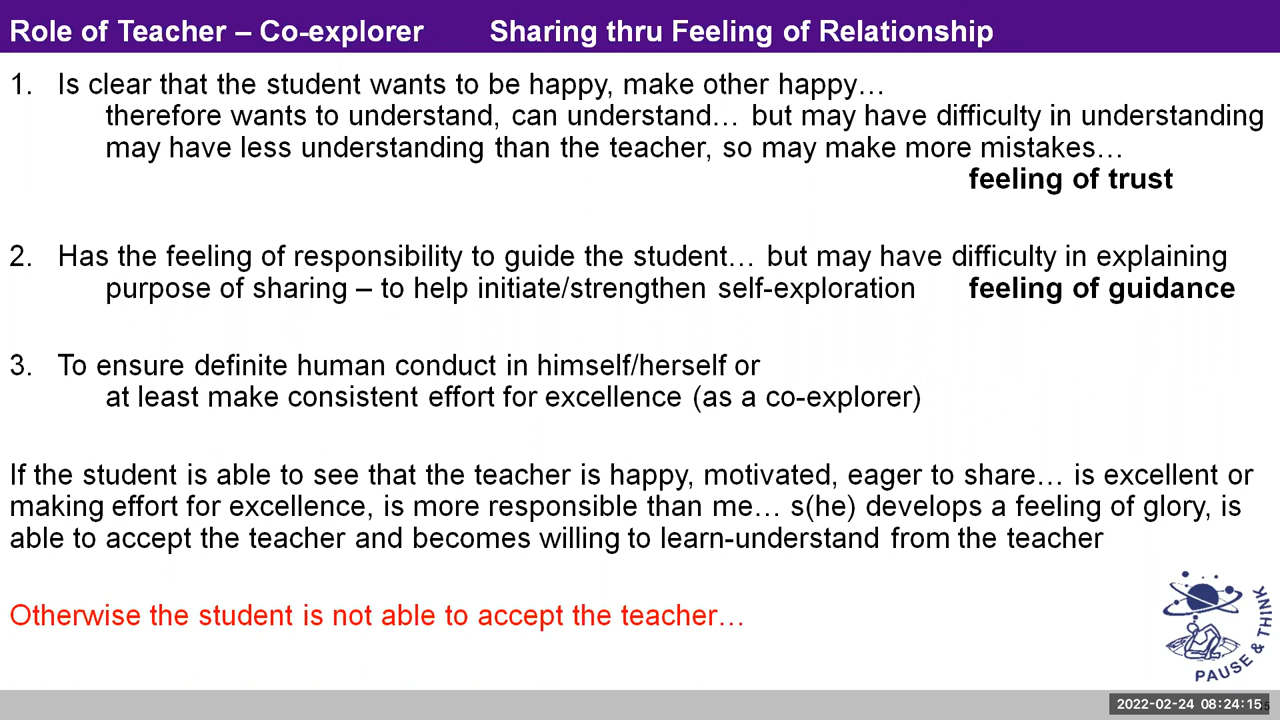 Role of Teacher – Co-explorer Sharing thru Feeling of Relationship
1. Is clear that the student wants to be happy, make other happy…
therefore wants to understand, can understand… but may have difficulty in understanding
may have less understanding than the teacher, so may make more mistakes…
feeling of trust
2. Has the feeling of responsibility to guide the student… but may have difficulty in explaining
purpose of sharing – to help initiate/strengthen self-exploration feeling of guidance
3. To ensure definite human conduct in himself/herself or
at least make consistent effort for excellence (as a co-explorer)
If the student is able to see that the teacher is happy, motivated, eager to share… is excellent or
making effort for excellence, is more responsible than me… s(he) develops a feeling of glory, is
able to accept the teacher and becomes willing to learn-understand from the teacher
Otherwise the student is not able to accept the teacher…
PAUSE & THINK
2022-02-24 08:24:15